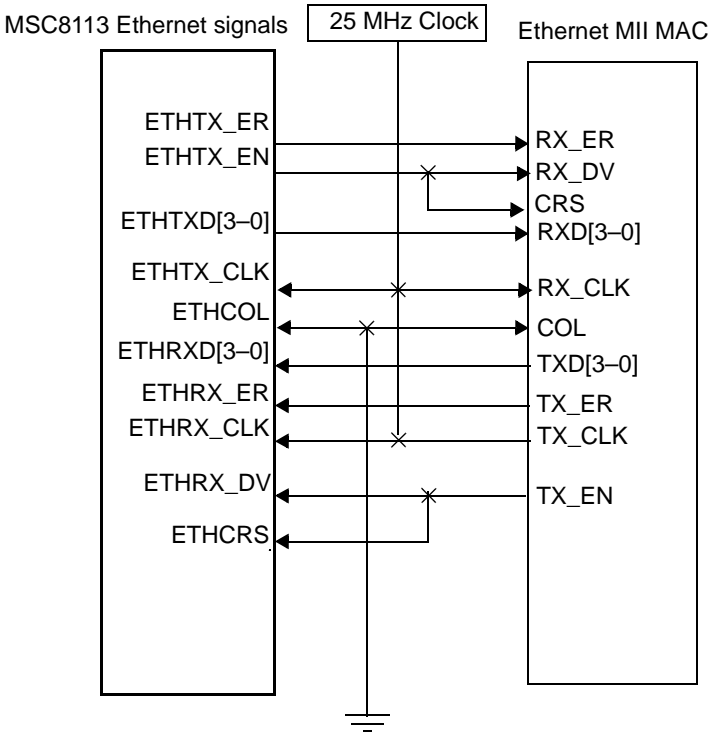 MSC8113 Ethernet signals
25 MHz Clock
Ethernet MII MAC
ETHTX_ER
ETHTX_EN
ETHTXD[3–0]
ETHTX_CLK
ETHCOL
ETHRXD[3–0]
ETHRX_ER
ETHRX_CLK
ETHRX_DV
ETHCRS
RX_ER
RX_DV
CRS
RXD[3–0]
RX_CLK
COL
TXD[3–0]
TX_ER
TX_CLK
TX_EN